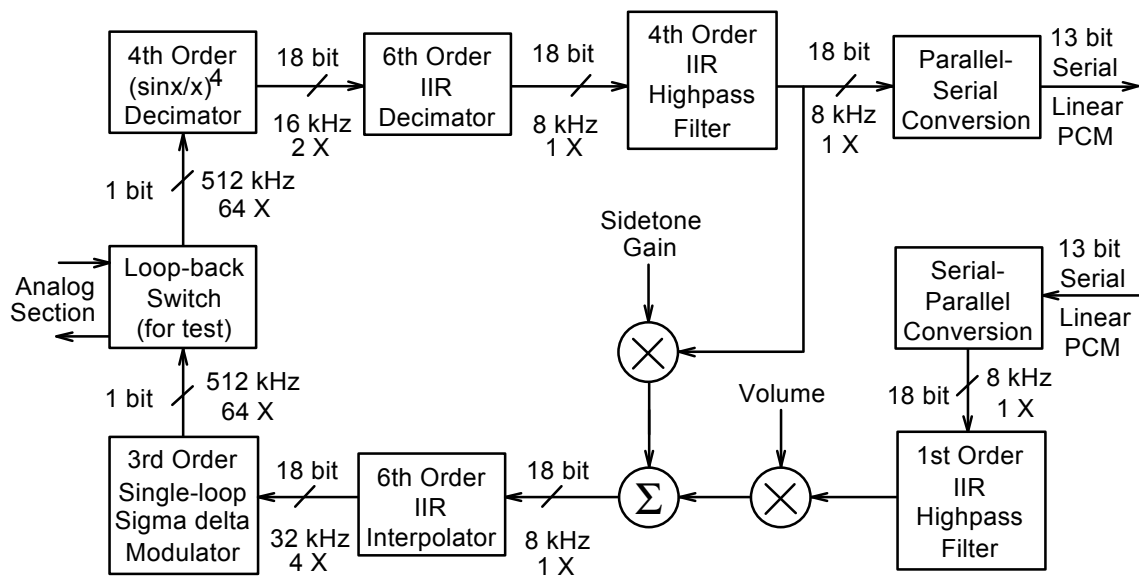 4th Order
(sinx/x)4
Decimator
18 bit
16 kHz
2 X
6th Order
IIR
Decimator
18 bit
8 kHz
1 X
4th Order
IIR
Highpass
Filter
18 bit
8 kHz
1 X
Parallel-
Serial
Conversion
13 bit
Serial
Linear
PCM
1 bit
512 kHz
64 X
Analog
Section
Loop-back
Switch
(for test)
Sidetone
Gain
Serial-
Parallel
Conversion
13 bit
Serial
Linear
PCM
1 bit
512 kHz
64 X
Volume
18 bit
8 kHz
1 X
3rd Order
Single-loop
Sigma delta
Modulator
18 bit
32 kHz
4 X
6th Order
IIR
Interpolator
18 bit
8 kHz
1 X
Σ
1st Order
IIR
Highpass
Filter